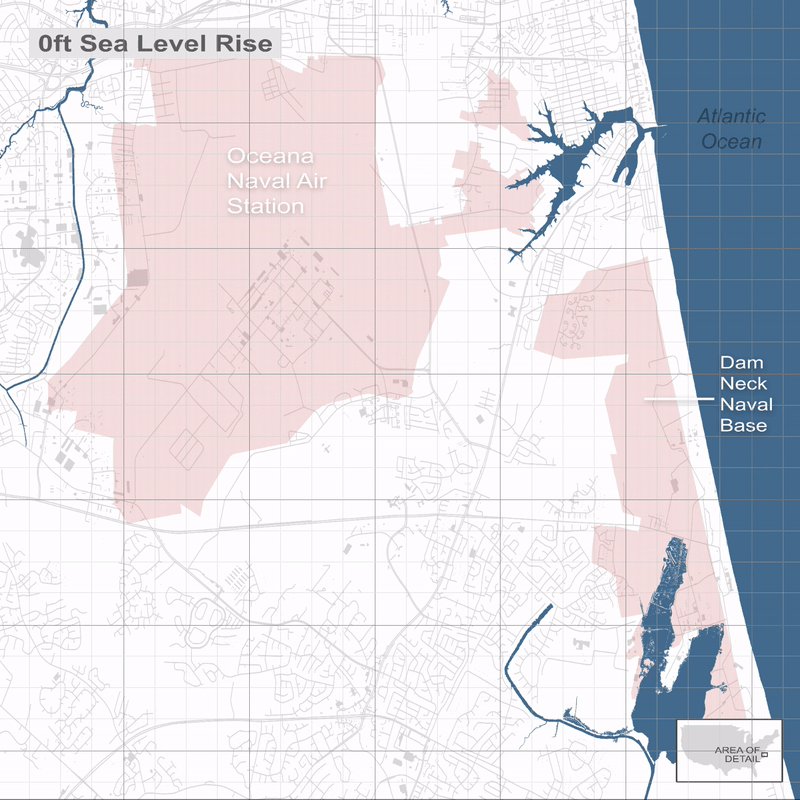 0ft Sea Level Rise
Atlantic
Ocean
Oceana
Naval Air
Station
Dam
Neck
Naval
Base
AREA OF
DETAIL